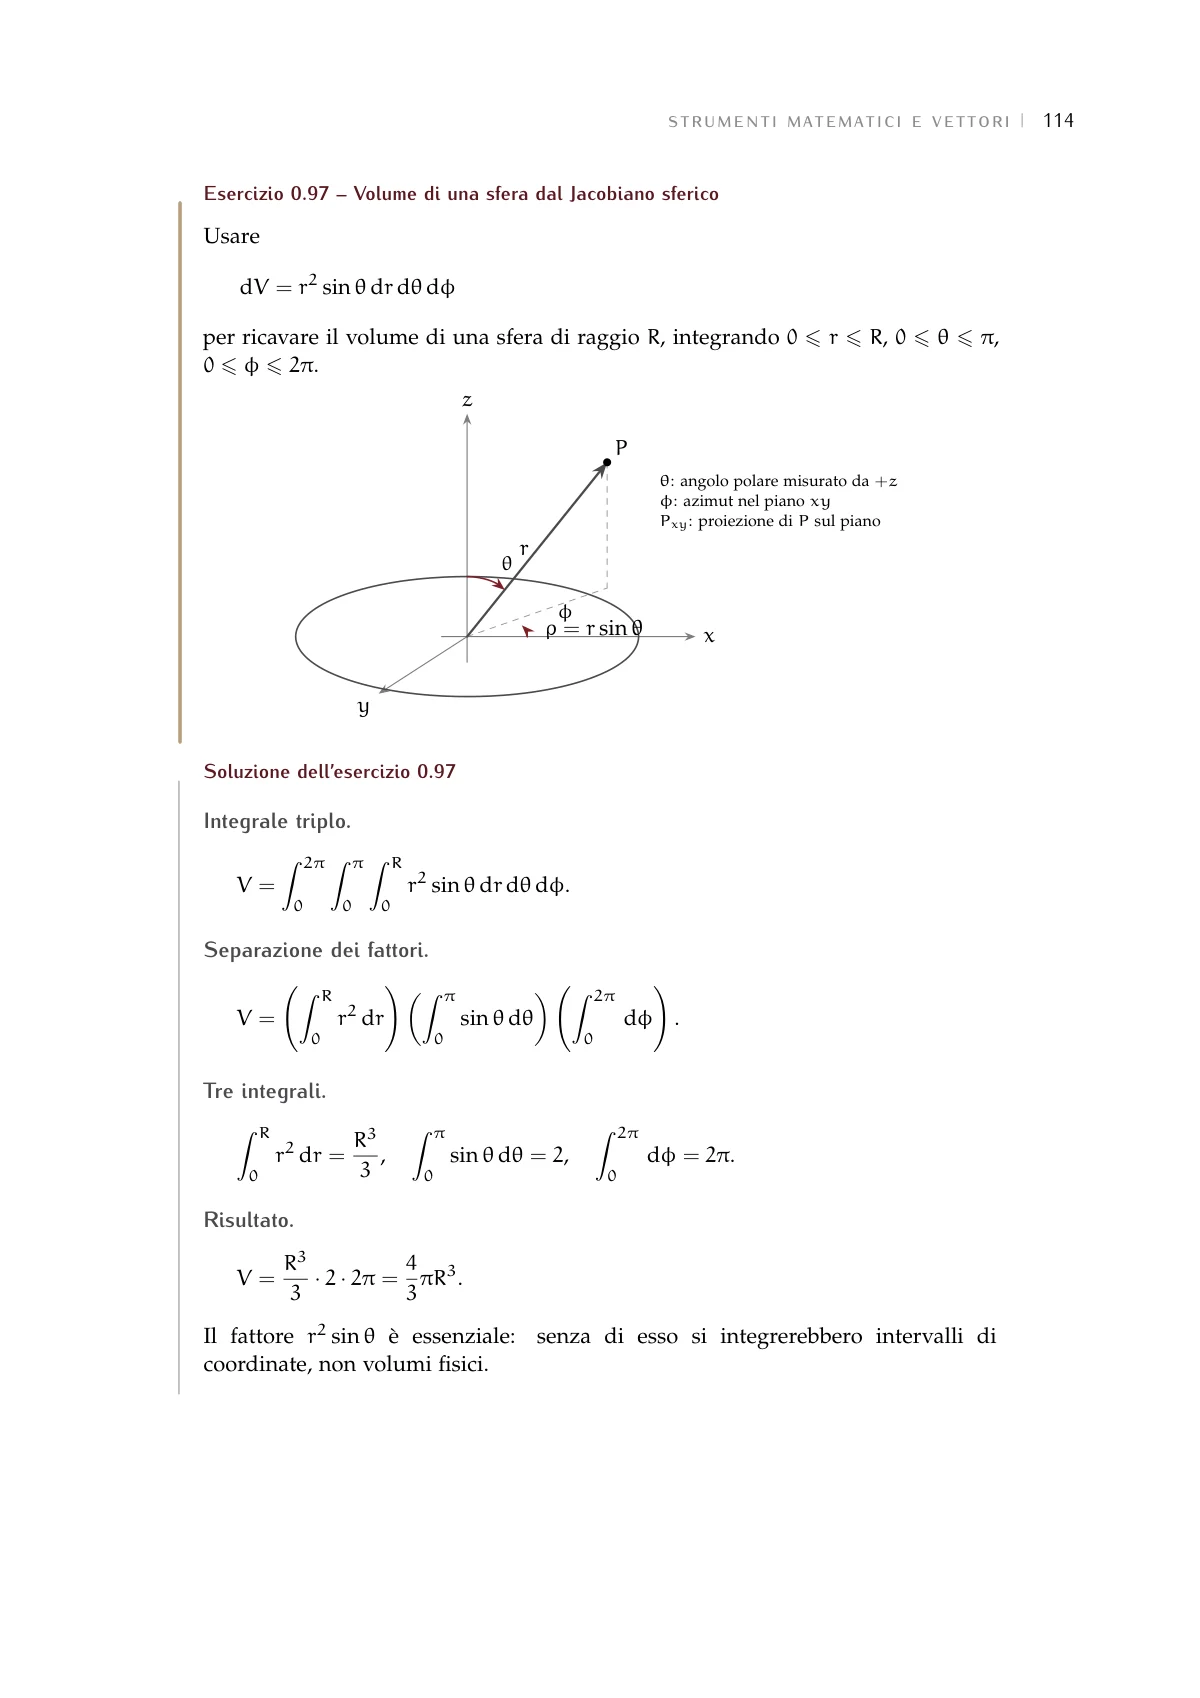 STRUMENTI MATEMATICI E VETTORI | 114
Esercizio 0.97 – Volume di una sfera dal Jacobiano sferico
Usare
dV = r² sin θ dr dθ dϕ
per ricavare il volume di una sfera di raggio R, integrando 0 ⩽ r ⩽ R, 0 ⩽ θ ⩽ π,
0 ⩽ ϕ ⩽ 2π.
z
P
θ: angolo polare misurato da +z
ϕ: azimut nel piano xy
Pxy: proiezione di P sul piano
r
θ
ϕ
ρ = r sin θ
x
y
Soluzione dell’esercizio 0.97
Integrale triplo.
V = ∫₀^{2π} ∫₀^{π} ∫₀^{R} r² sin θ dr dθ dϕ.
Separazione dei fattori.
V = (∫₀^{R} r² dr) (∫₀^{π} sin θ dθ) (∫₀^{2π} dϕ).
Tre integrali.
∫₀^{R} r² dr = R³/3, ∫₀^{π} sin θ dθ = 2, ∫₀^{2π} dϕ = 2π.
Risultato.
V = R³/3 · 2 · 2π = 4/3 πR³.
Il fattore r² sin θ è essenziale: senza di esso si integrerebbero intervalli di
coordinate, non volumi fisici.